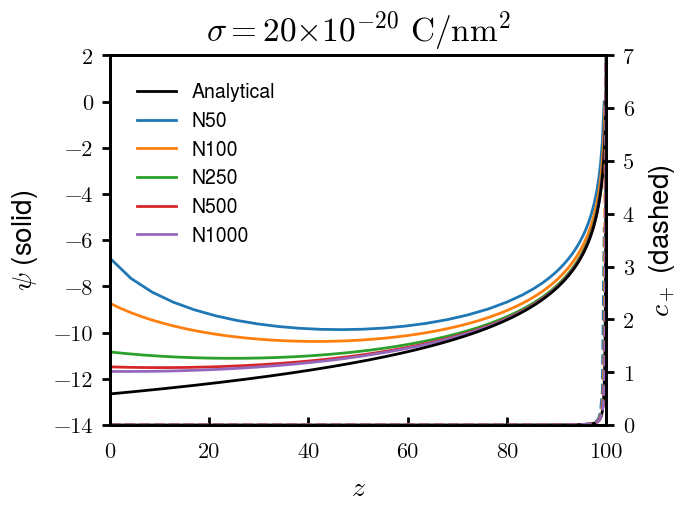 σ = 20×10⁻²⁰ C/nm²
2
0
−2
−4
−6
−8
−10
−12
−14
ψ (solid)
Analytical
N50
N100
N250
N500
N1000
7
6
5
4
3
2
1
0
c₊ (dashed)
0 20 40 60 80 100
z